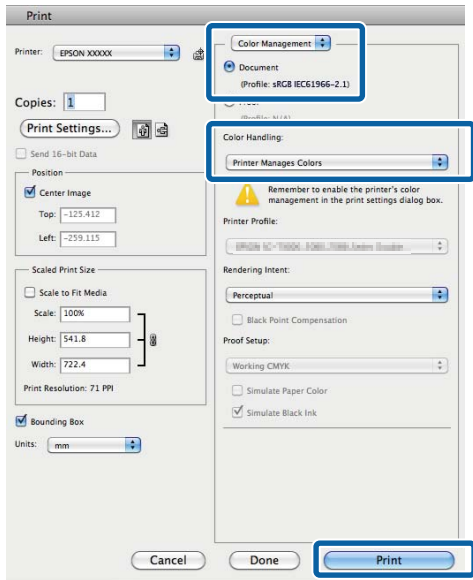 Print
Printer: EPSON XXXXX
Copies: 1
Print Settings...
Send 16-bit Data
Position
Center Image
Top: -125.412
Left: -259.115
Scaled Print Size
Scale to Fit Media
Scale: 100%
Height: 541.8
Width: 722.4
Print Resolution: 71 PPI
Bounding Box
Units: mm
Color Management
Document
(Profile: sRGB IEC61966-2.1)
Color Handling:
Printer Manages Colors
Remember to enable the printer's color
management in the print settings dialog box.
Printer Profile:
Rendering Intent:
Perceptual
Black Point Compensation
Proof Setup:
Working CMYK
Simulate Paper Color
Simulate Black Ink
Cancel
Done
Print